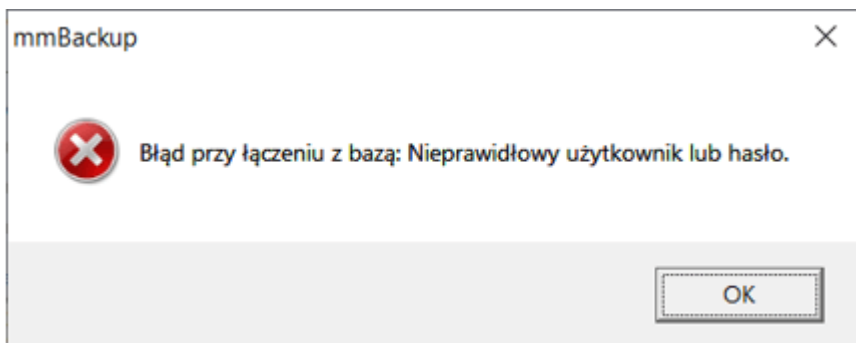 mmBackup
Błąd przy łączeniu z bazą: Nieprawidłowy użytkownik lub hasło.
OK